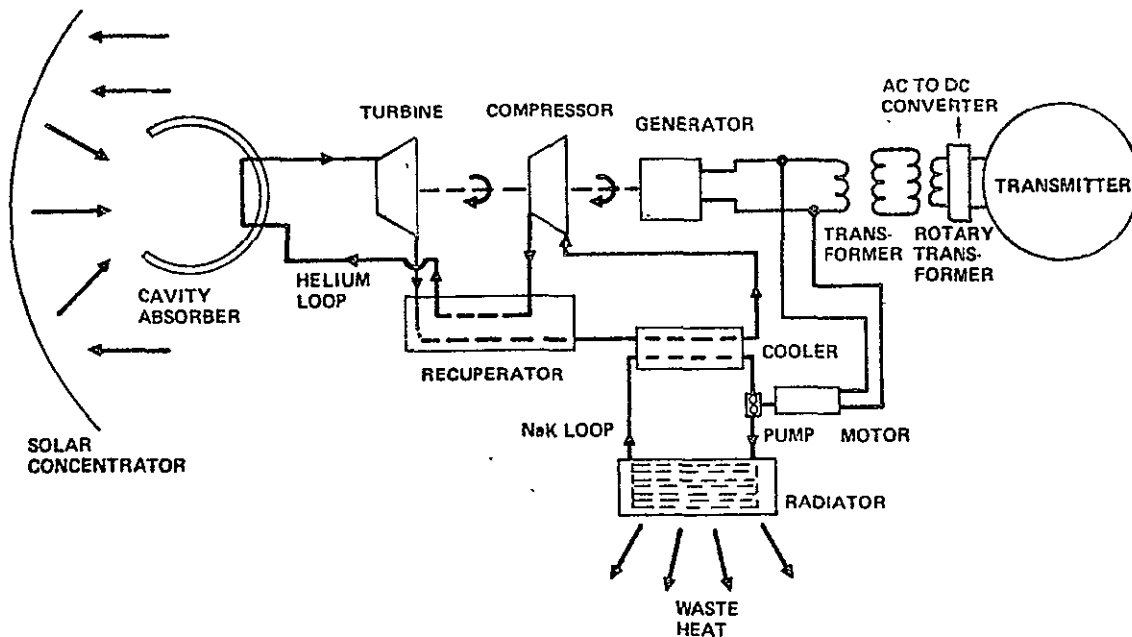 AC TO DC
CONVERTER
TURBINE
COMPRESSOR
GENERATOR
TRANSMITTER
TRANS-
FORMER
ROTARY
TRANS-
FORMER
HELIUM
LOOP
CAVITY
ABSORBER
RECUPERATOR
COOLER
NaK LOOP
PUMP
MOTOR
SOLAR
CONCENTRATOR
RADIATOR
WASTE
HEAT